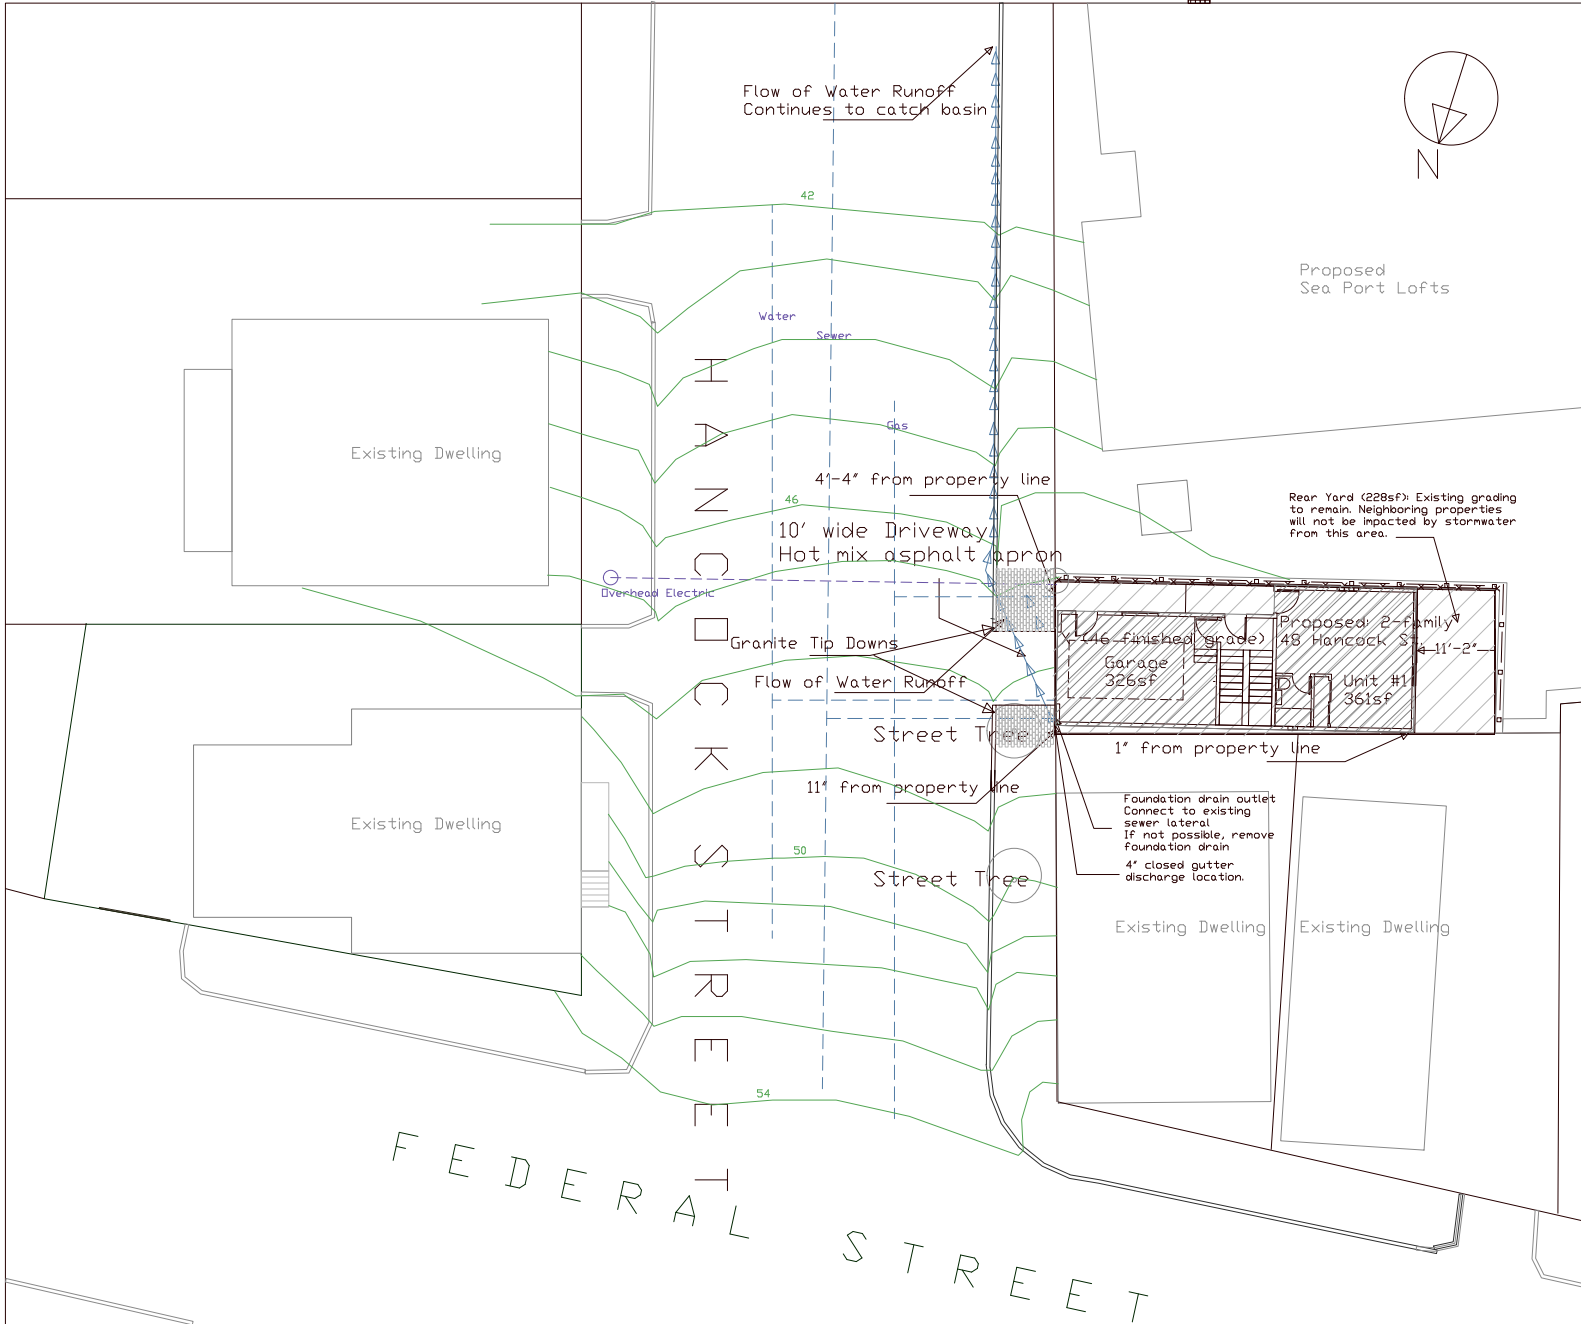 Flow of Water Runoff
Continues to catch basin
N
42
Proposed
Sea Port Lofts
Water
Sewer
Gas
Existing Dwelling
4'-4" from property line
46
10' wide Driveway
Hot mix asphalt apron
Rear Yard (228sf): Existing grading
to remain. Neighboring properties
will not be impacted by stormwater
from this area.
Overhead Electric
Granite Tip Downs
Flow of Water Runoff
(46 finished grade)
Garage
326sf
Proposed: 2-family
48 Hancock St.
11'-2"
Unit #1
361sf
Street Tree
1" from property line
11" from property line
Foundation drain outlet
Connect to existing
sewer lateral
If not possible, remove
foundation drain
4" closed gutter
discharge location.
Existing Dwelling
50
Street Tree
Existing Dwelling
Existing Dwelling
54
HANCOCK STREET
FEDERAL STREET